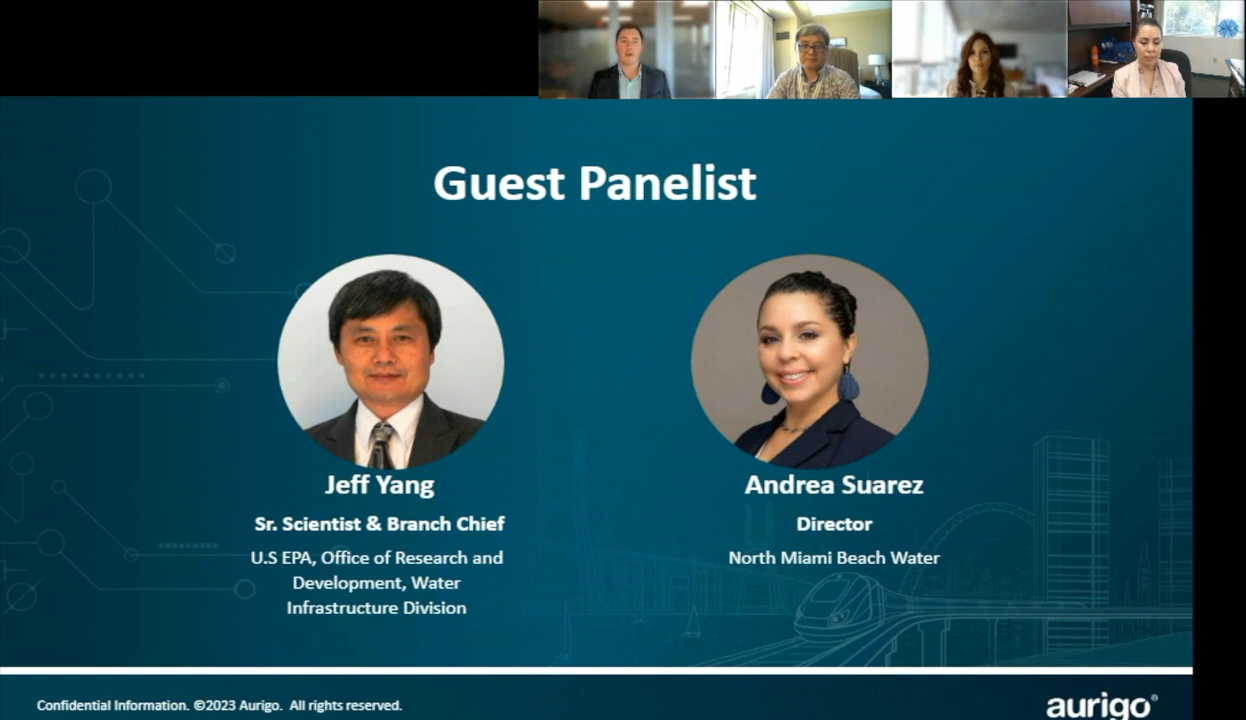 Guest Panelist
Jeff Yang
Sr. Scientist & Branch Chief
U.S EPA, Office of Research and
Development, Water
Infrastructure Division
Andrea Suarez
Director
North Miami Beach Water
Confidential Information. ©2023 Aurigo. All rights reserved.
aurigo®